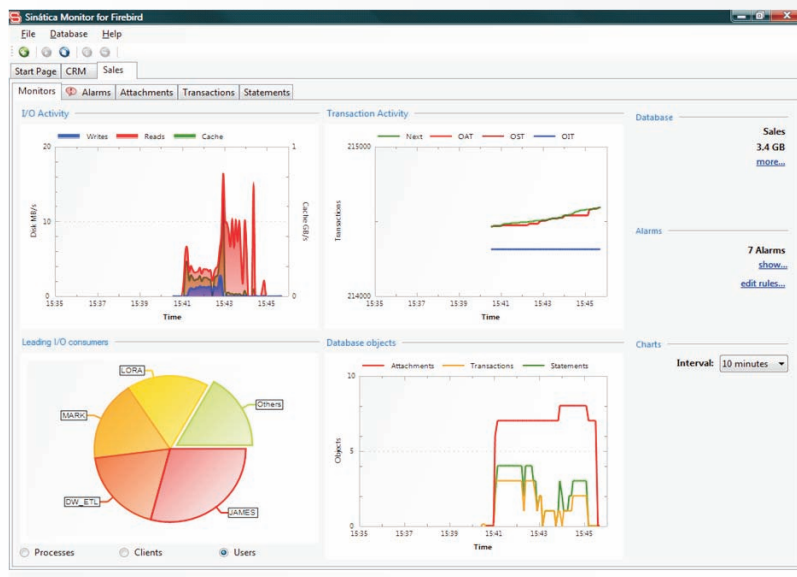 Sinática Monitor for Firebird
File Database Help
Start Page CRM Sales
Monitors Alarms Attachments Transactions Statements
I/O Activity
Writes Reads Cache
20 1
10
0 0
Disk MB/s
Cache GB/s
15:35 15:37 15:39 15:41 15:43 15:45
Time
Transaction Activity
Next OAT OST OIT
215000
214000
Transactions
15:35 15:37 15:39 15:41 15:43 15:45
Time
Database
Sales
3.4 GB
more...
Alarms
7 Alarms
show...
edit rules...
Leading I/O consumers
LORA
Others
MARK
DW_ETL
JAMES
Processes Clients Users
Database objects
Attachments Transactions Statements
10
5
0
Objects
15:35 15:37 15:39 15:41 15:43 15:45
Time
Charts
Interval: 10 minutes